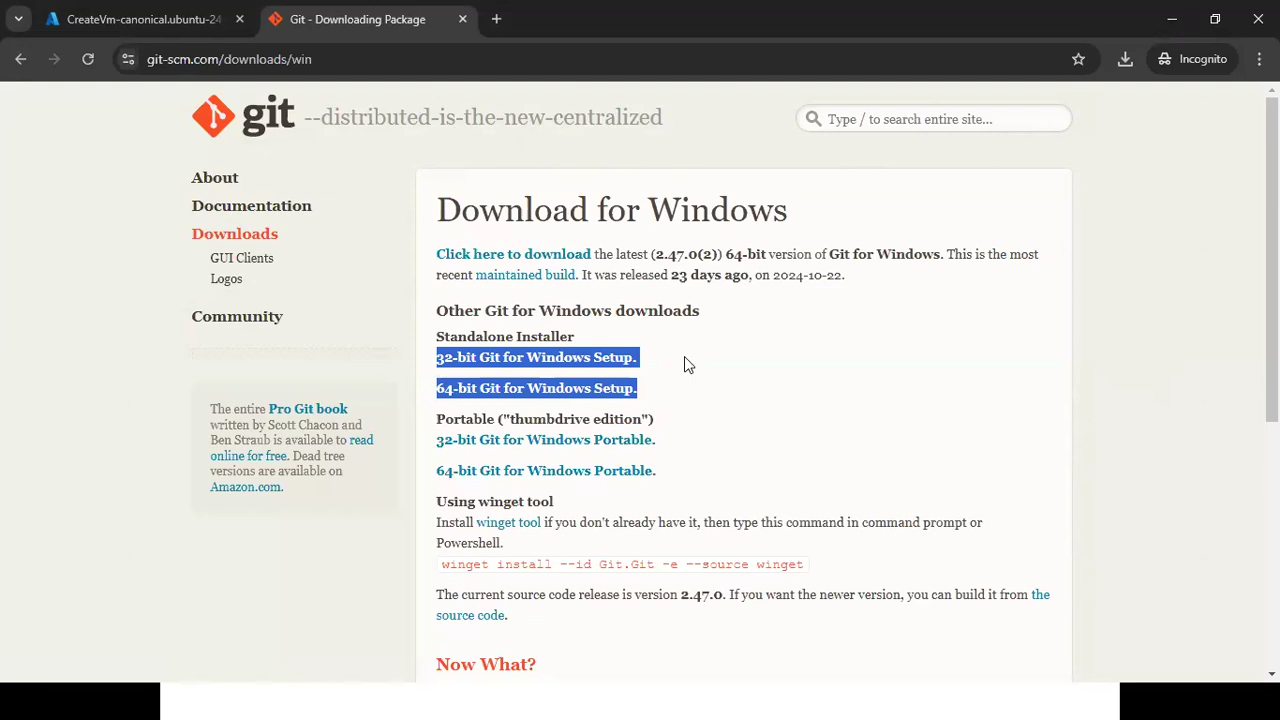 CreateVm-canonical.ubuntu-24
Git - Downloading Package
git-scm.com/downloads/win
Incognito
git --distributed-is-the-new-centralized
Type / to search entire site...
About
Documentation
Downloads
GUI Clients
Logos
Community
The entire Pro Git book
written by Scott Chacon and
Ben Straub is available to read
online for free. Dead tree
versions are available on
Amazon.com.
Download for Windows
Click here to download the latest (2.47.0(2)) 64-bit version of Git for Windows. This is the most
recent maintained build. It was released 23 days ago, on 2024-10-22.
Other Git for Windows downloads
Standalone Installer
32-bit Git for Windows Setup.
64-bit Git for Windows Setup.
Portable ("thumbdrive edition")
32-bit Git for Windows Portable.
64-bit Git for Windows Portable.
Using winget tool
Install winget tool if you don't already have it, then type this command in command prompt or
Powershell.
winget install --id Git.Git -e --source winget
The current source code release is version 2.47.0. If you want the newer version, you can build it from the
source code.
Now What?